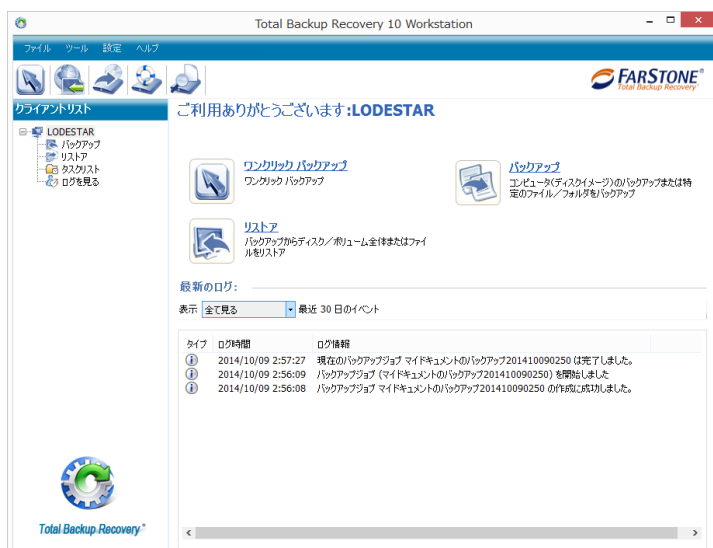 Total Backup Recovery 10 Workstation
ファイル ツール 設定 ヘルプ
FARSTONE®
Total Backup Recovery
クライアントリスト
LODESTAR
バックアップ
リストア
タスクリスト
ログを見る
ご利用ありがとうございます:LODESTAR
ワンクリック バックアップ
ワンクリック バックアップ
バックアップ
コンピュータ(ディスクイメージ)のバックアップまたは特
定のファイル/フォルダをバックアップ
リストア
バックアップからディスク/ボリューム全体またはファイ
ルをリストア
最新のログ:
表示 全て見る 最近 30 日のイベント
タイプ ログ時間 ログ情報
2014/10/09 2:57:27 現在のバックアップジョブ マイドキュメントのバックアップ201410090250 は完了しました。
2014/10/09 2:56:09 バックアップジョブ (マイドキュメントのバックアップ201410090250) を開始しました
2014/10/09 2:56:08 バックアップジョブ マイドキュメントのバックアップ201410090250 の作成に成功しました。
Total Backup Recovery™